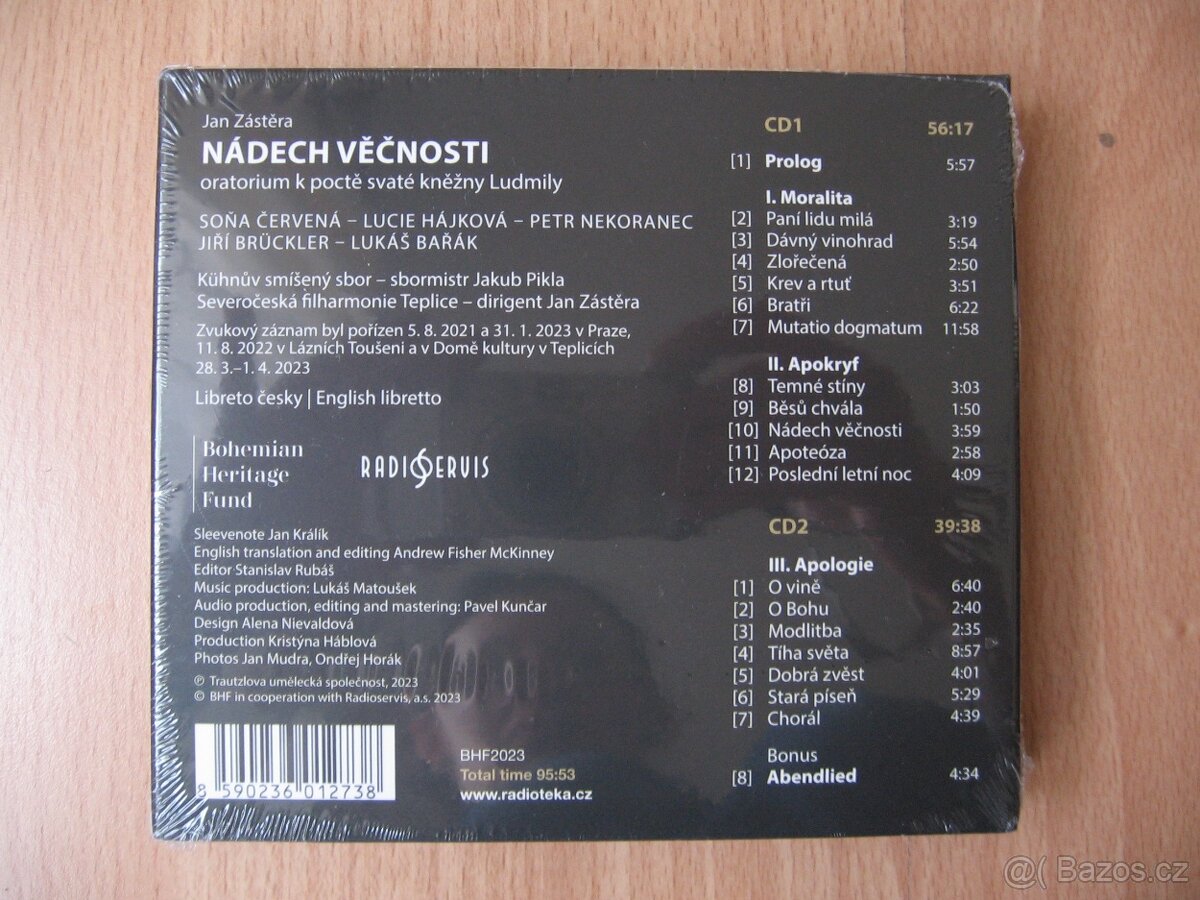 Jan Zástěra
NÁDECH VĚČNOSTI
oratorium k poctě svaté kněžny Ludmily
SOŇA ČERVENÁ – LUCIE HÁJKOVÁ – PETR NEKORANEC
JIŘÍ BRÜCKLER – LUKÁŠ BAŘÁK
Kühnův smíšený sbor – sbormistr Jakub Pikla
Severočeská filharmonie Teplice – dirigent Jan Zástěra
Zvukový záznam byl pořízen 5. 8. 2021 a 31. 1. 2023 v Praze,
11. 8. 2022 v Lázních Toušeni a v Domě kultury v Teplicích
28. 3.–1. 4. 2023
Libreto česky | English libretto
Bohemian
Heritage
Fund
RADIOSERVIS
Sleevenote Jan Králík
English translation and editing Andrew Fisher McKinney
Editor Stanislav Rubáš
Music production: Lukáš Matoušek
Audio production, editing and mastering: Pavel Kunčar
Design Alena Nievaldová
Production Kristýna Háblová
Photos Jan Mudra, Ondřej Horák
℗ Trautzlova umělecká společnost, 2023
© BHF in cooperation with Radioservis, a.s. 2023
8 590236 012738
BHF2023
Total time 95:53
www.radioteka.cz
CD1 56:17
[1] Prolog 5:57
I. Moralita
[2] Paní lidu milá 3:19
[3] Dávný vinohrad 5:54
[4] Zlořečená 2:50
[5] Krev a rtuť 3:51
[6] Bratři 6:22
[7] Mutatio dogmatum 11:58
II. Apokryf
[8] Temné stíny 3:03
[9] Běsů chvála 1:50
[10] Nádech věčnosti 3:59
[11] Apoteóza 2:58
[12] Poslední letní noc 4:09
CD2 39:38
III. Apologie
[1] O vině 6:40
[2] O Bohu 2:40
[3] Modlitba 2:35
[4] Tíha světa 8:57
[5] Dobrá zvěst 4:01
[6] Stará píseň 5:29
[7] Chorál 4:39
Bonus
[8] Abendlied 4:34
@ Bazos.cz